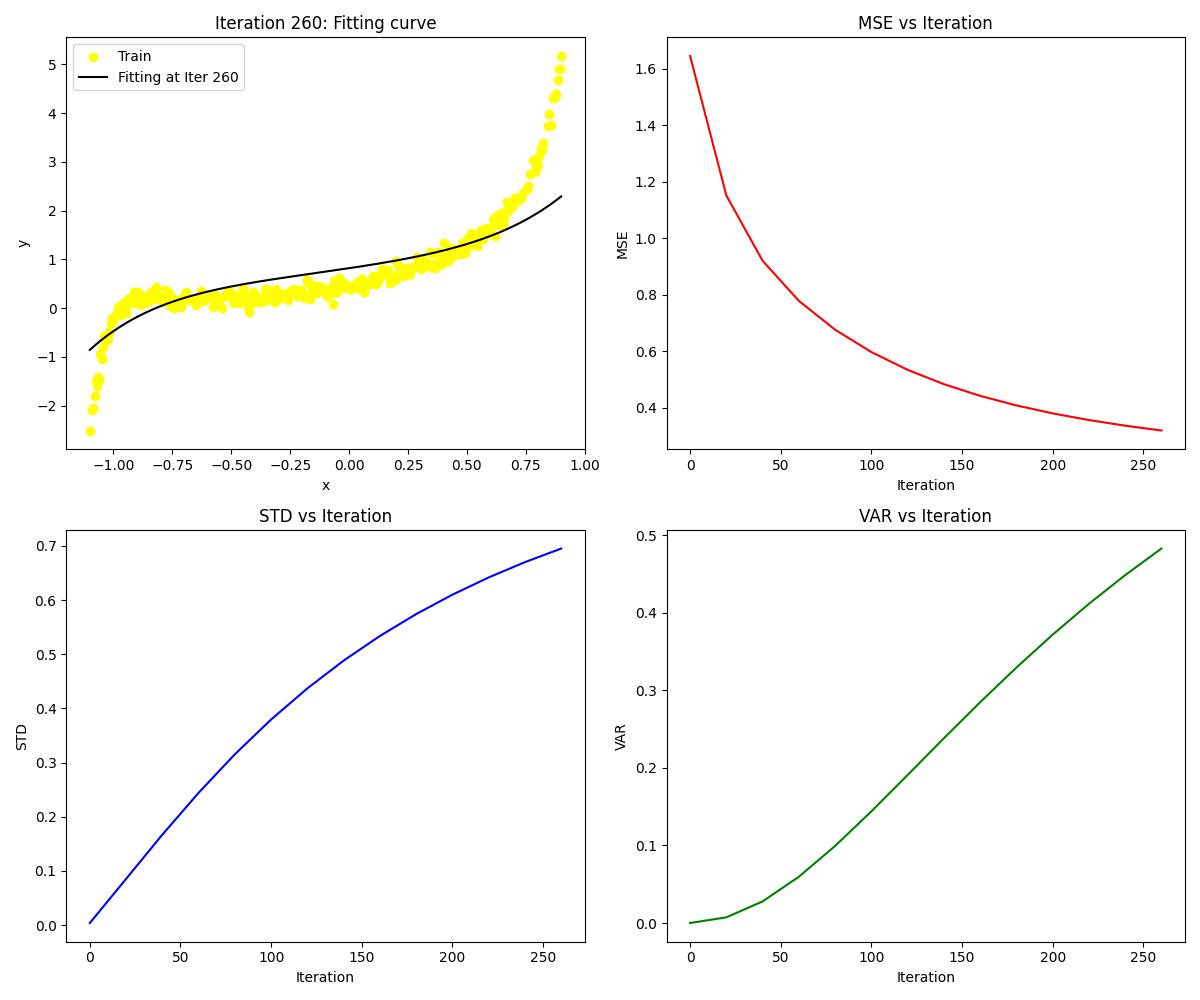 Iteration 260: Fitting curve
Train
Fitting at Iter 260
5
4
3
2
1
0
−1
−2
y
−1.00 −0.75 −0.50 −0.25 0.00 0.25 0.50 0.75 1.00
x
MSE vs Iteration
1.6
1.4
1.2
1.0
0.8
0.6
0.4
MSE
0 50 100 150 200 250
Iteration
STD vs Iteration
0.7
0.6
0.5
0.4
0.3
0.2
0.1
0.0
STD
0 50 100 150 200 250
Iteration
VAR vs Iteration
0.5
0.4
0.3
0.2
0.1
0.0
VAR
0 50 100 150 200 250
Iteration